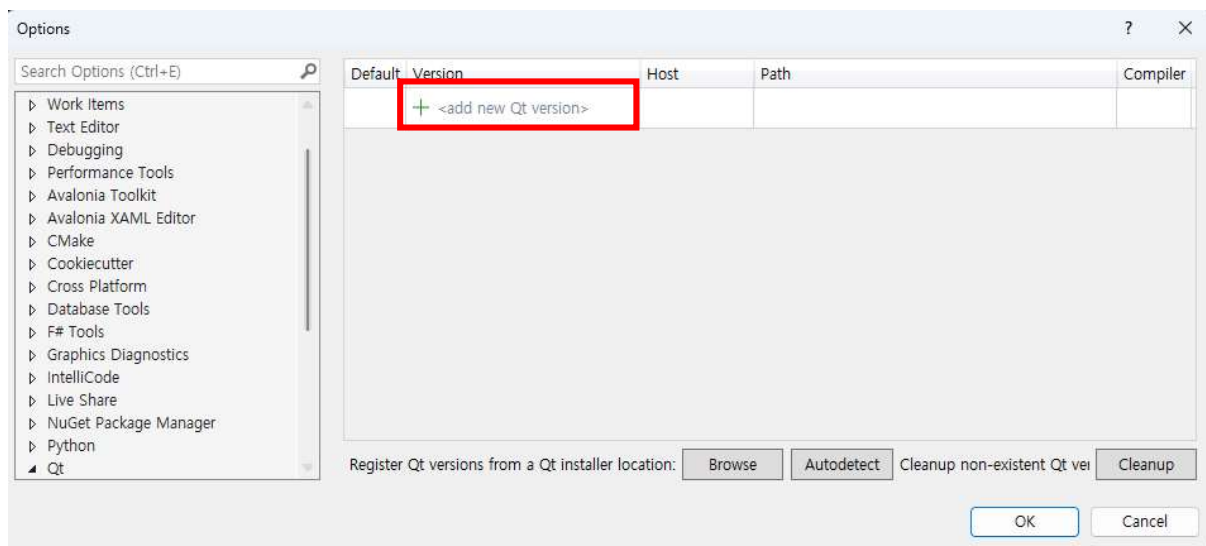 Options
Search Options (Ctrl+E)
Work Items
Text Editor
Debugging
Performance Tools
Avalonia Toolkit
Avalonia XAML Editor
CMake
Cookiecutter
Cross Platform
Database Tools
F# Tools
Graphics Diagnostics
IntelliCode
Live Share
NuGet Package Manager
Python
Qt
Default Version Host Path Compiler
<add new Qt version>
Register Qt versions from a Qt installer location: Browse Autodetect Cleanup non-existent Qt ver Cleanup
OK Cancel